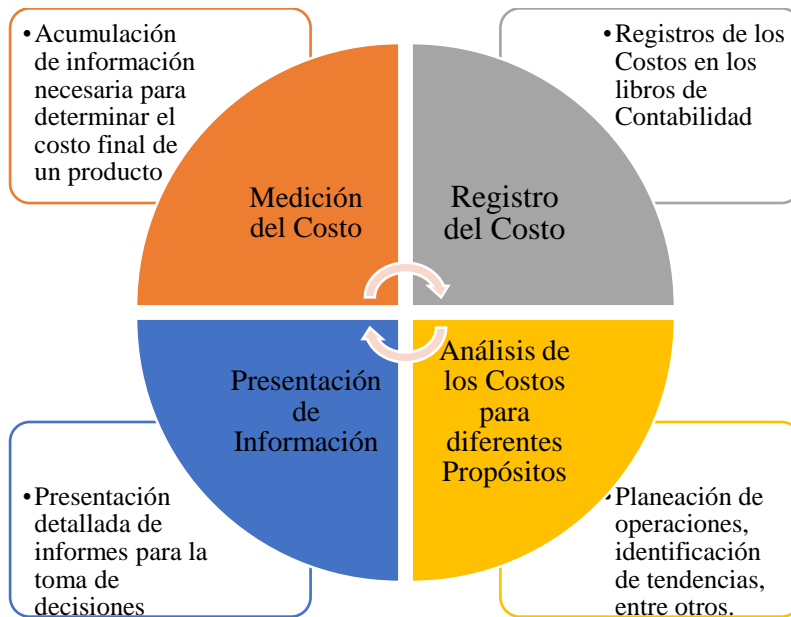 •Acumulación
de información
necesaria para
determinar el
costo final de
un producto
•Registros de los
Costos en los
libros de
Contabilidad
Medición
del Costo
Registro
del Costo
Presentación
de
Información
Análisis de
los Costos
para
diferentes
Propósitos
•Presentación
detallada de
informes para la
toma de
decisiones
•Planeación de
operaciones,
identificación
de tendencias,
entre otros.